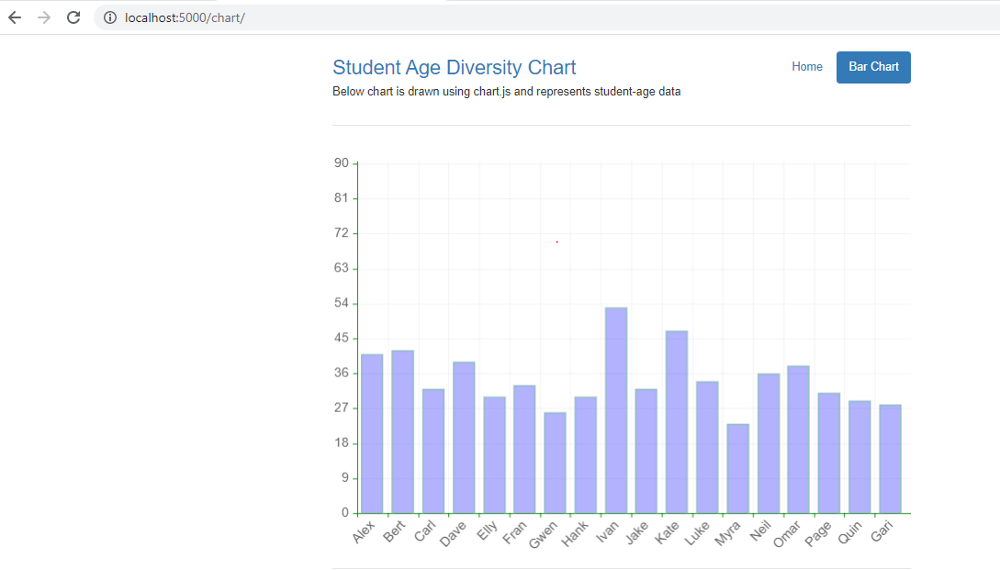 localhost:5000/chart/
Student Age Diversity Chart
Home
Bar Chart
Below chart is drawn using chart.js and represents student-age data
90
81
72
63
54
45
36
27
18
9
0
Alex
Bert
Carl
Dave
Elly
Fran
Gwen
Hank
Ivan
Jake
Kate
Luke
Myra
Neil
Omar
Page
Quin
Gari